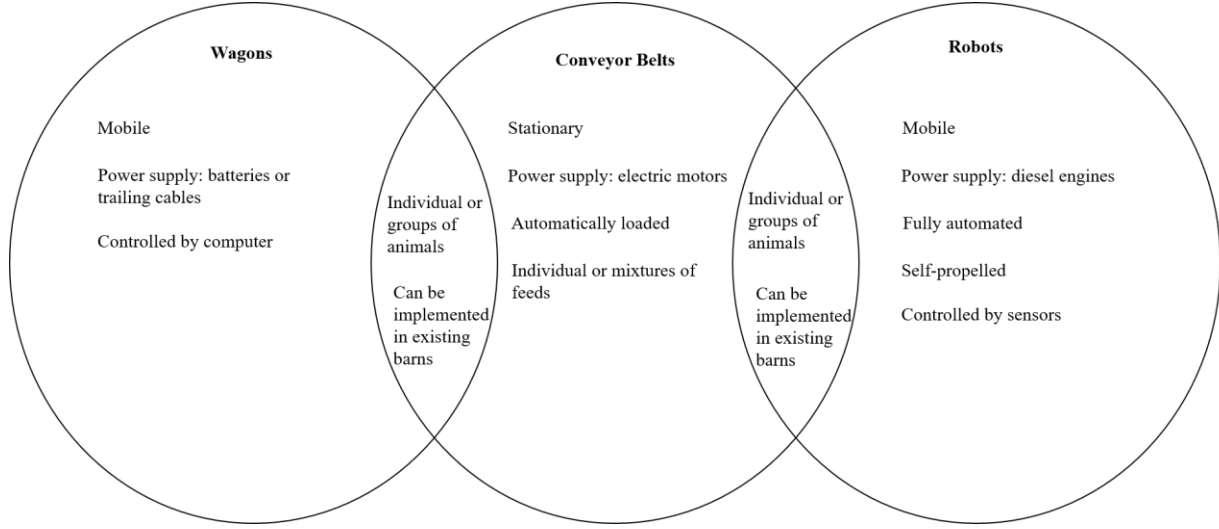 Wagons
Mobile
Power supply: batteries or
trailing cables
Controlled by computer
Individual or
groups of
animals
Can be
implemented
in existing
barns
Conveyor Belts
Stationary
Power supply: electric motors
Automatically loaded
Individual or mixtures of
feeds
Individual or
groups of
animals
Can be
implemented
in existing
barns
Robots
Mobile
Power supply: diesel engines
Fully automated
Self-propelled
Controlled by sensors